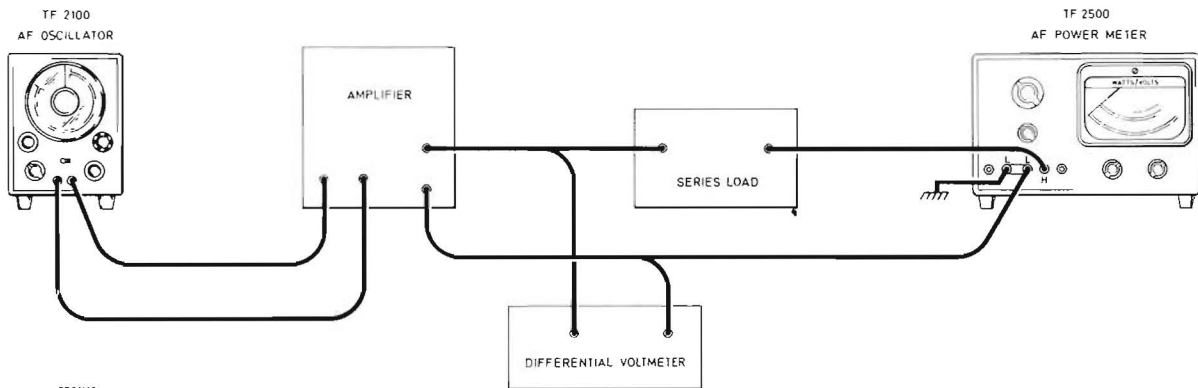 TF 2100
AF OSCILLATOR
TF 2500
AF POWER METER
AMPLIFIER
WATTS/VOLTS
SERIES LOAD
L L
H
DIFFERENTIAL VOLTMETER